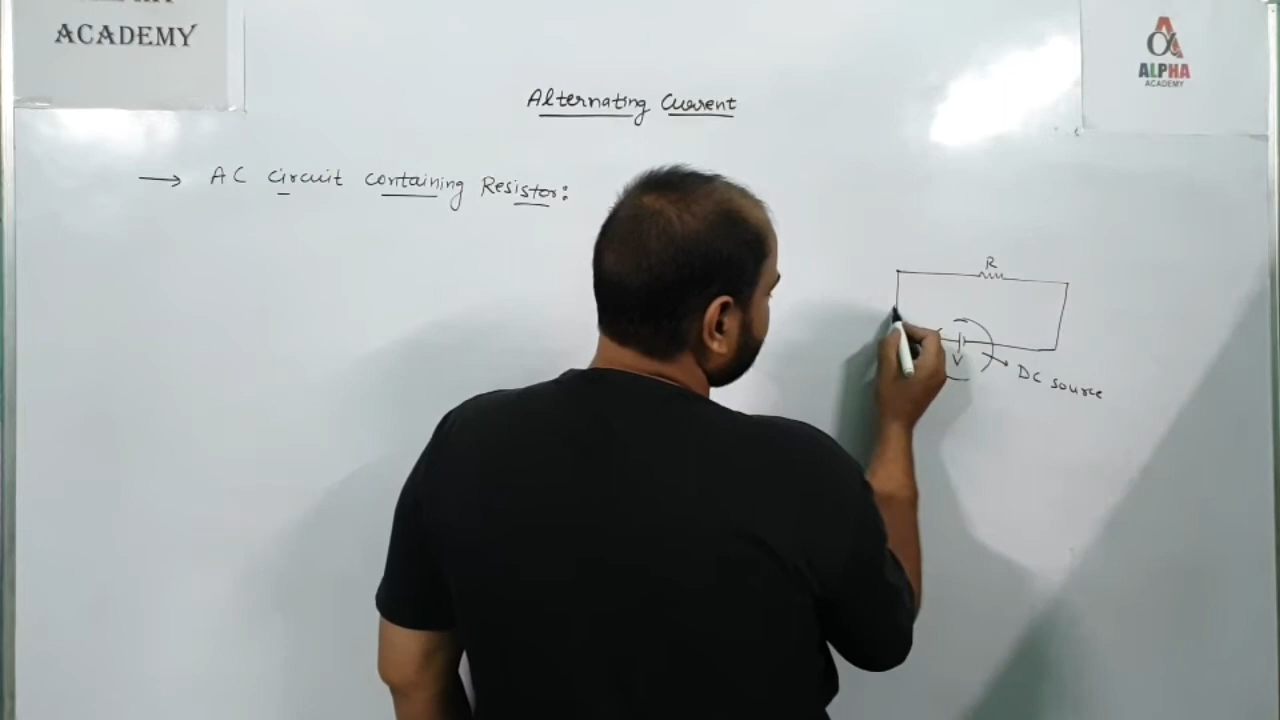 ACADEMY
ALPHA
ACADEMY
Alternating Current
→ AC circuit containing Resistor:
R
V
DC source